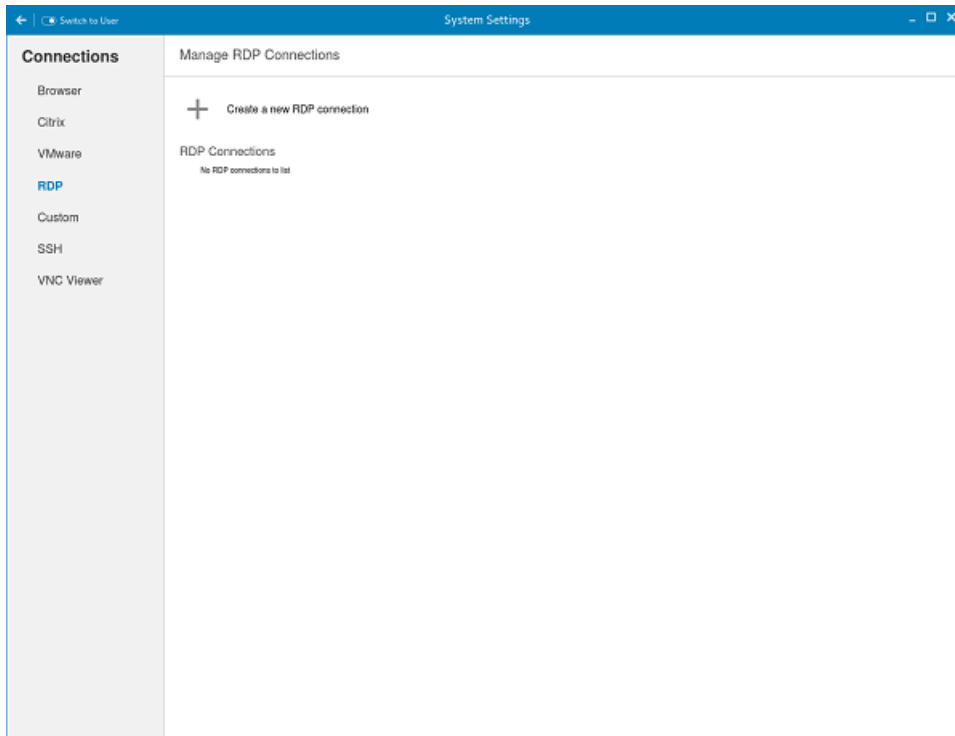 Switch to User
System Settings
Connections
Manage RDP Connections
Browser
Create a new RDP connection
Citrix
RDP Connections
VMware
No RDP connections to list
RDP
Custom
SSH
VNC Viewer